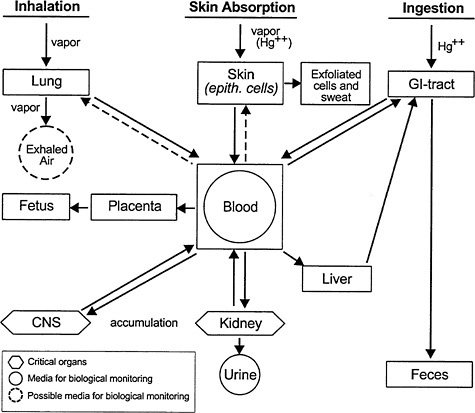 Inhalation Skin Absorption Ingestion
vapor
vapor
(Hg++)
Hg++
Lung
Skin
(epith. cells)
Exfoliated
cells and
sweat
GI-tract
vapor
Exhaled
Air
Fetus
Placenta
Blood
Liver
CNS
accumulation
Kidney
Urine
Feces
Critical organs
Media for biological monitoring
Possible media for biological monitoring